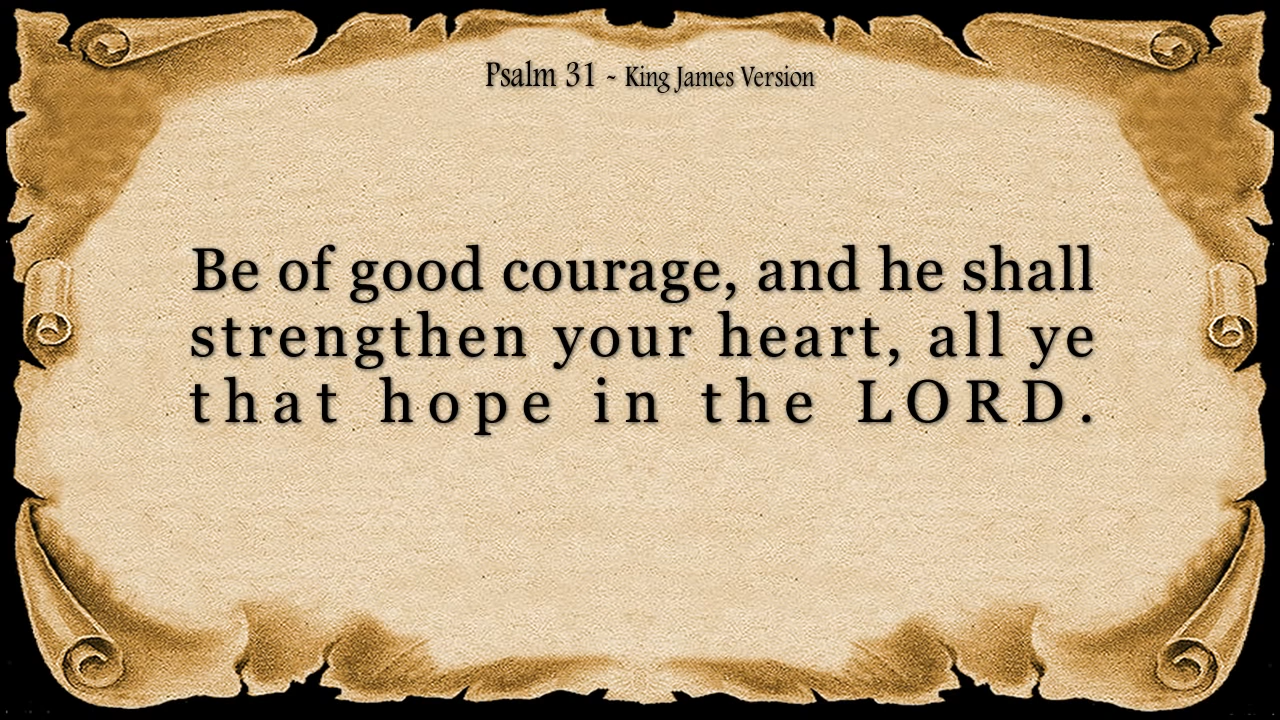 Psalm 31 ~ King James Version
Be of good courage, and he shall
strengthen your heart, all ye
that hope in the LORD.